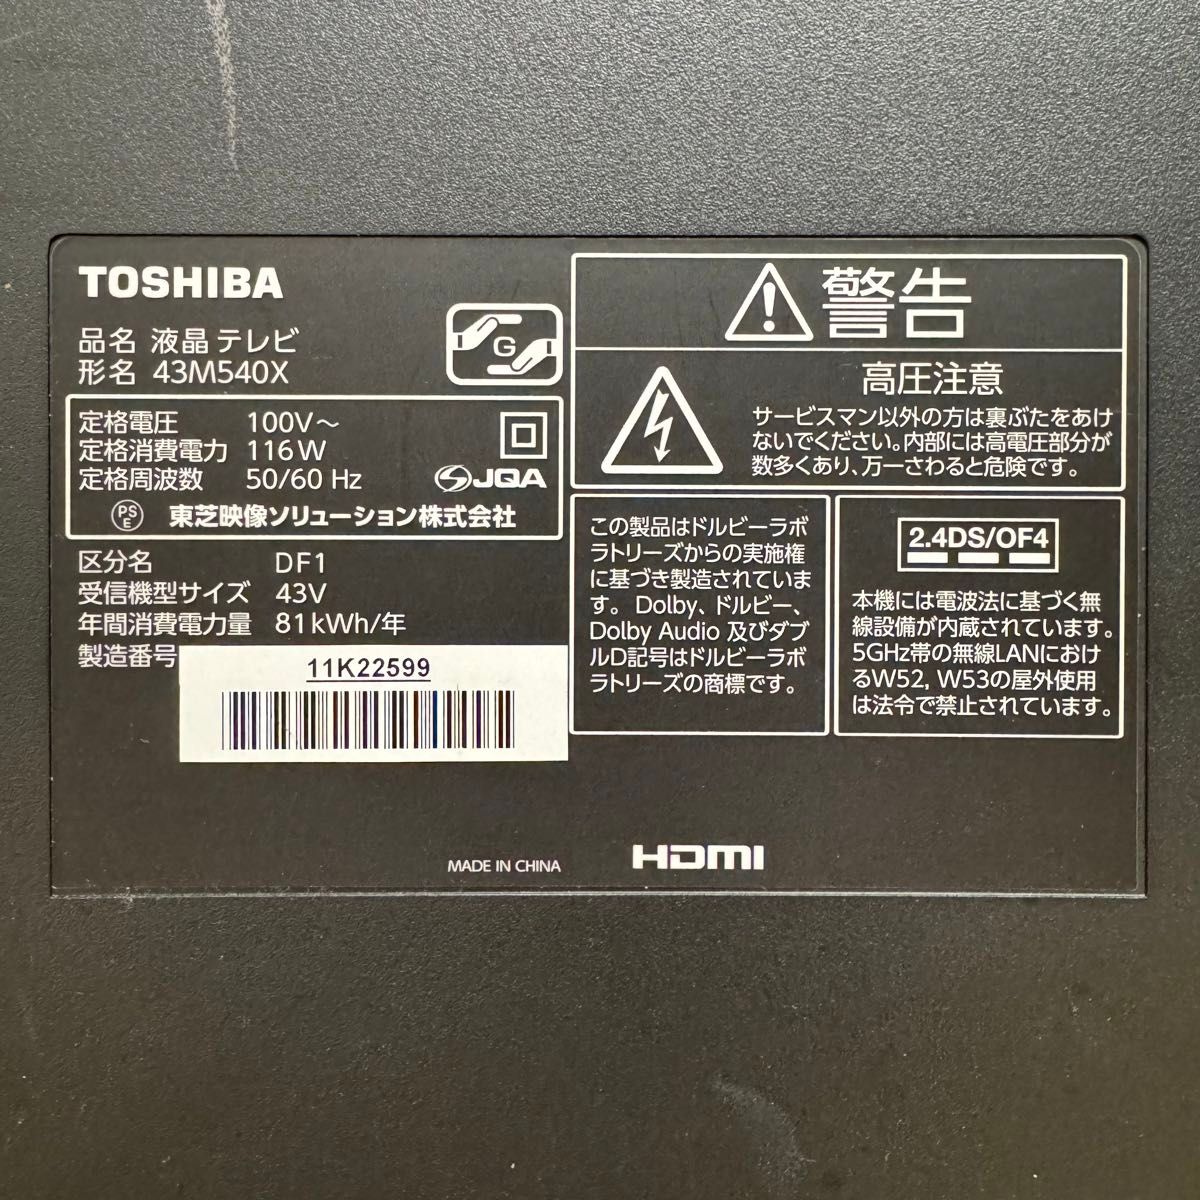 TOSHIBA
品名 液晶テレビ
形名 43M540X
G
定格電圧 100V～
定格消費電力 116W
定格周波数 50/60 Hz
JQA
PS
E
東芝映像ソリューション株式会社
区分名 DF1
受信機型サイズ 43V
年間消費電力量 81kWh/年
製造番号
11K22599
MADE IN CHINA
HDMI
警告
高圧注意
サービスマン以外の方は裏ぶたをあけ
ないでください。内部には高電圧部分が
数多くあり、万一さわると危険です。
この製品はドルビーラボ
ラトリーズからの実施権
に基づき製造されていま
す。Dolby、ドルビー、
Dolby Audio 及びダブ
ルD記号はドルビーラボ
ラトリーズの商標です。
2.4DS/OF4
本機には電波法に基づく無
線設備が内蔵されています。
5GHz帯の無線LANにおけ
るW52, W53の屋外使用
は法令で禁止されています。